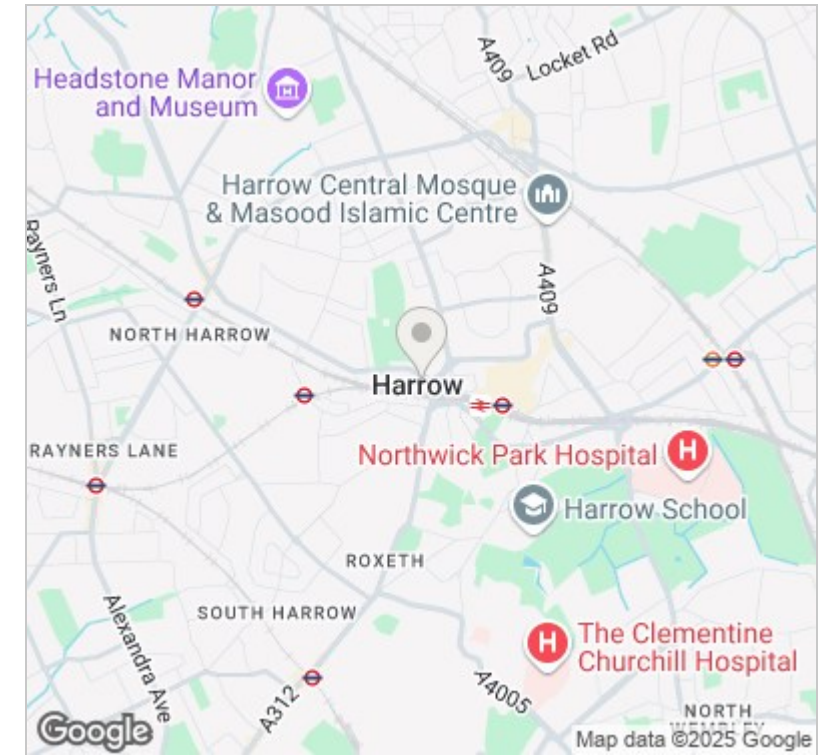 A409
Locket Rd
Headstone Manor
and Museum
Harrow Central Mosque
& Masood Islamic Centre
Rayners Ln
A409
NORTH HARROW
Harrow
RAYNERS LANE
Northwick Park Hospital
H
Harrow School
ROXETH
Alexandra Ave
SOUTH HARROW
H
The Clementine
Churchill Hospital
A312
A4005
NORTH
WEMBLEY
Google
Map data ©2025 Google